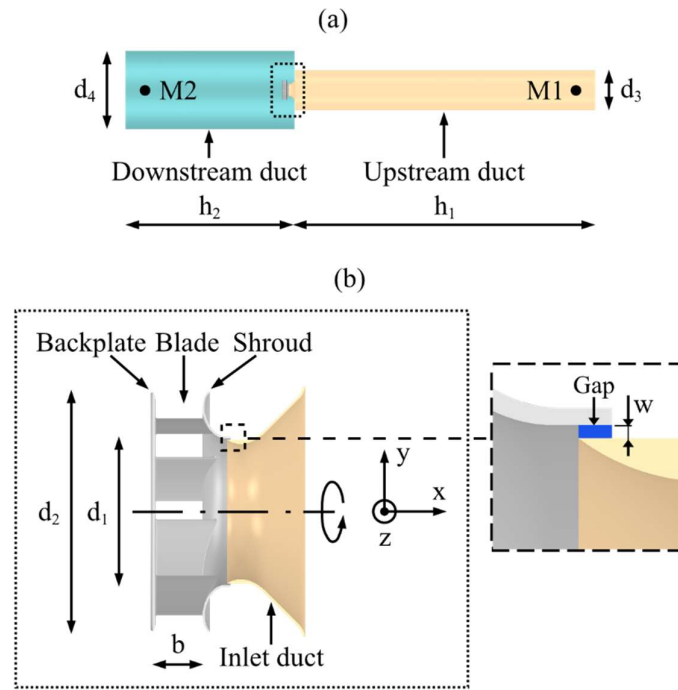 (a)
d₄
M2
M1
d₃
Downstream duct
Upstream duct
h₂
h₁
(b)
Backplate Blade Shroud
Gap
w
d₂
d₁
y
x
z
b
Inlet duct